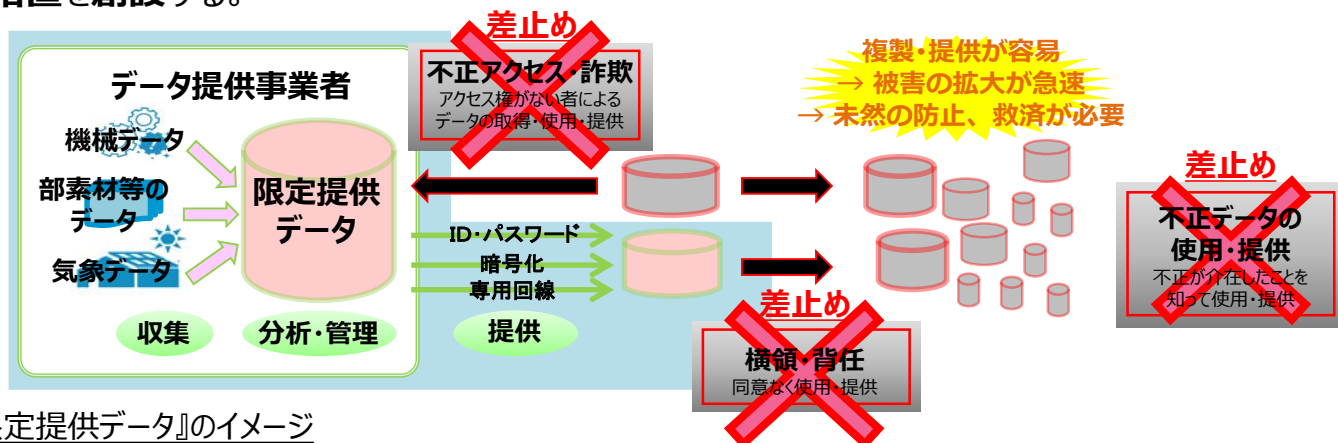 措置を創設する。
差止め
不正アクセス・詐欺
アクセス権がない者による
データの取得・使用・提供
複製・提供が容易
→ 被害の拡大が急速
→ 未然の防止、救済が必要
データ提供事業者
機械データ
部素材等の
データ
気象データ
限定提供
データ
ID・パスワード
暗号化
専用回線
収集
分析・管理
提供
差止め
横領・背任
同意なく使用・提供
差止め
不正データの
使用・提供
不正が介在したことを
知って使用・提供
定提供データ』のイメージ